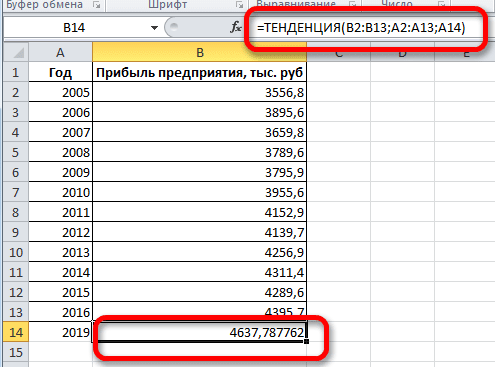 Буфер обмена Шрифт Выравнивание Число
B14 fx =ТЕНДЕНЦИЯ(B2:B13;A2:A13;A14)
A B C D E
1 Год Прибыль предприятия, тыс. руб
2 2005 3556,8
3 2006 3895,6
4 2007 3659,8
5 2008 3789,6
6 2009 3795,9
7 2010 3955,6
8 2011 4152,9
9 2012 4139,7
10 2013 4256,9
11 2014 4311,4
12 2015 4289,6
13 2016 4395,7
14 2019 4637,787762
15